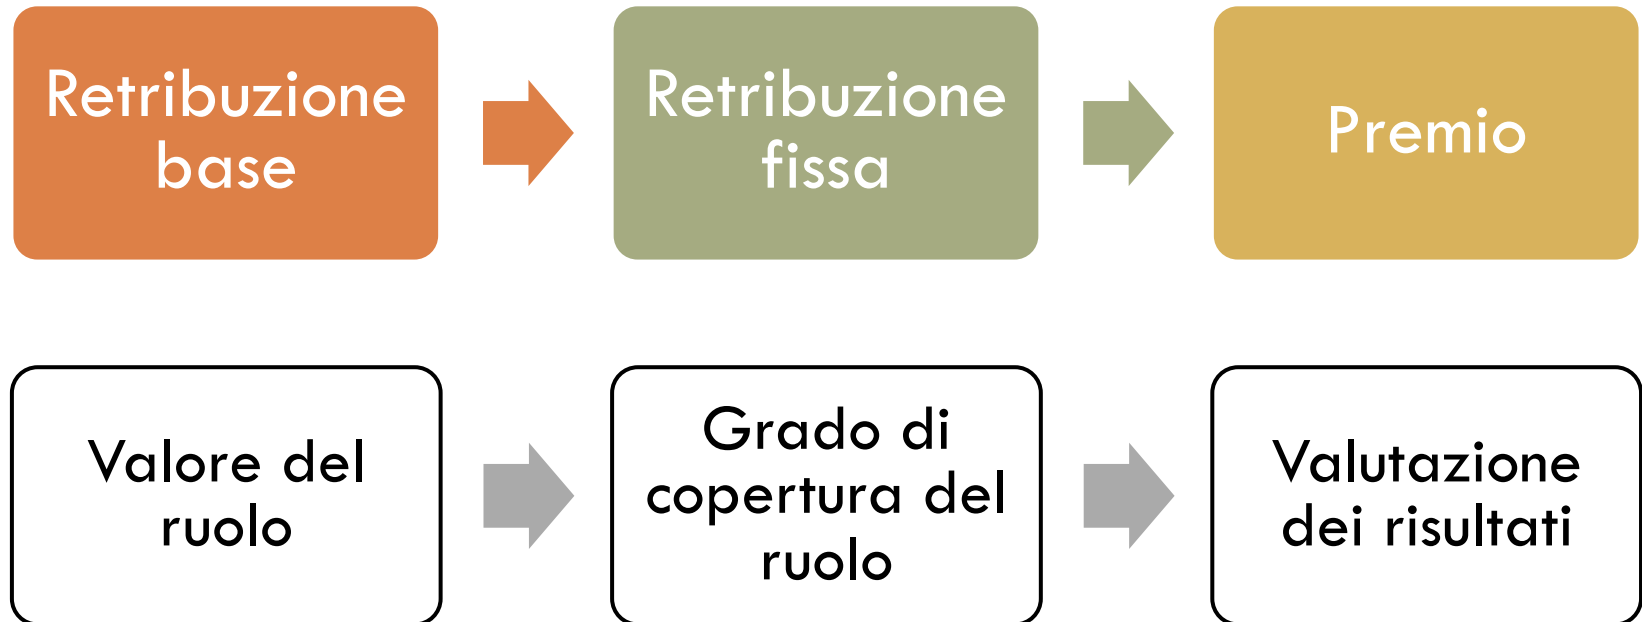 Retribuzione
base
Retribuzione
fissa
Premio
Valore del
ruolo
Grado di
copertura del
ruolo
Valutazione
dei risultati